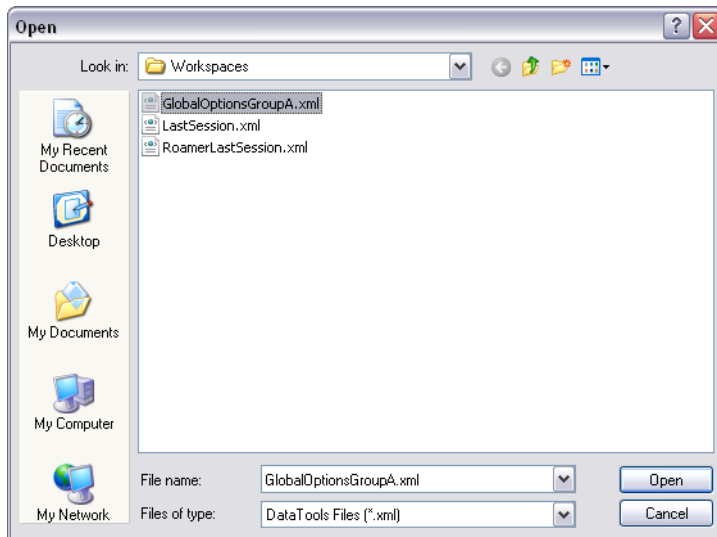 Open
Look in: Workspaces
GlobalOptionsGroupA.xml
LastSession.xml
RoamerLastSession.xml
My Recent
Documents
Desktop
My Documents
My Computer
My Network
File name: GlobalOptionsGroupA.xml Open
Files of type: DataTools Files (*.xml) Cancel